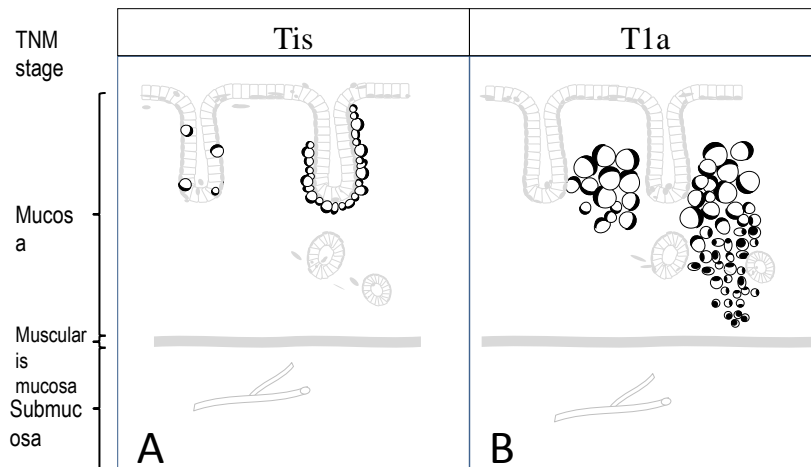 TNM
stage
Tis
T1a
Mucos
a
Muscular
is
mucosa
Submuc
osa
A
B